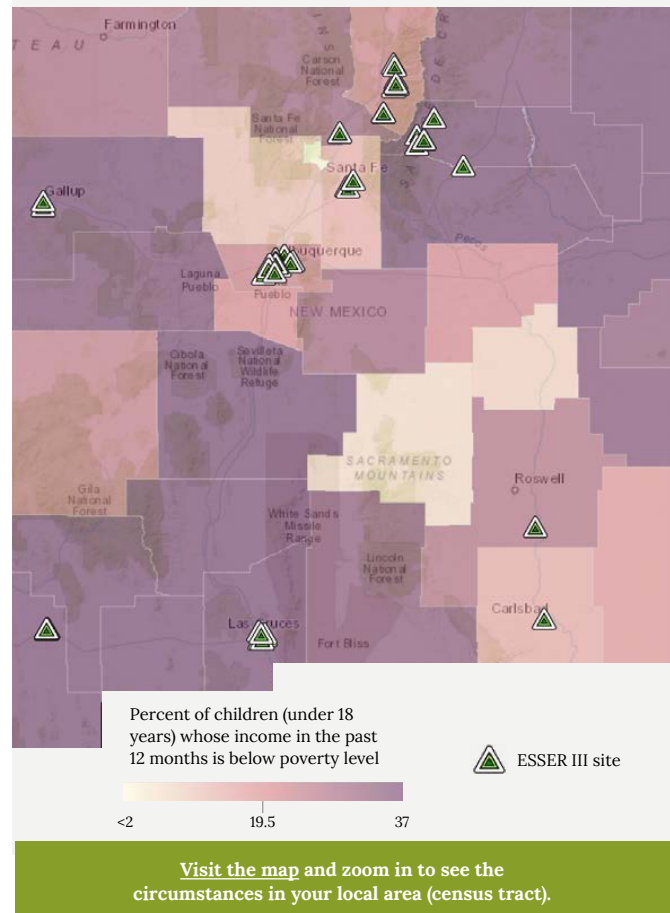 Farmington
T E A U
I N S
D E C R
Carson
National
Forest
Santa Fe
National
Forest
Santa Fe
S A
Gallup
Pecos
Albuquerque
Laguna
Pueblo
Pueblo
NEW MEXICO
Cibola
National
Forest
Sevilleta
National
Wildlife
Refuge
SACRAMENTO
MOUNTAINS
Roswell
Gila
National
Forest
White Sands
Missile
Range
Lincoln
National
Forest
Carlsbad
Las Cruces
Fort Bliss
Percent of children (under 18
years) whose income in the past
12 months is below poverty level
ESSER III site
<2 19.5 37
Visit the map and zoom in to see the
circumstances in your local area (census tract).